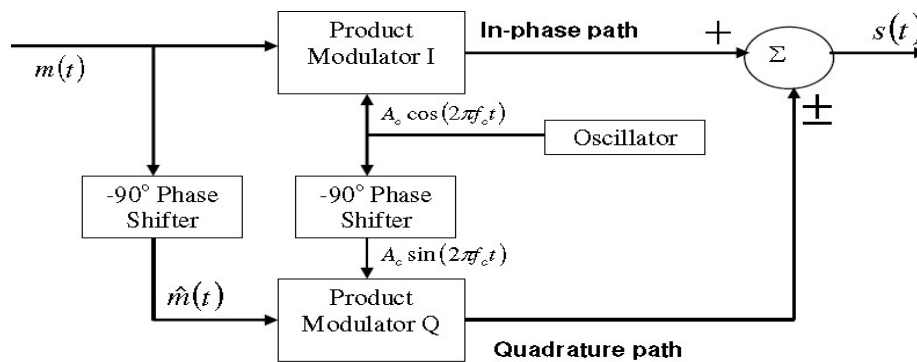 m(t)
Product
Modulator I
In-phase path
+
Σ
s(t)
A_c cos(2πf_c t)
Oscillator
±
-90° Phase
Shifter
-90° Phase
Shifter
A_c sin(2πf_c t)
m̂(t)
Product
Modulator Q
Quadrature path